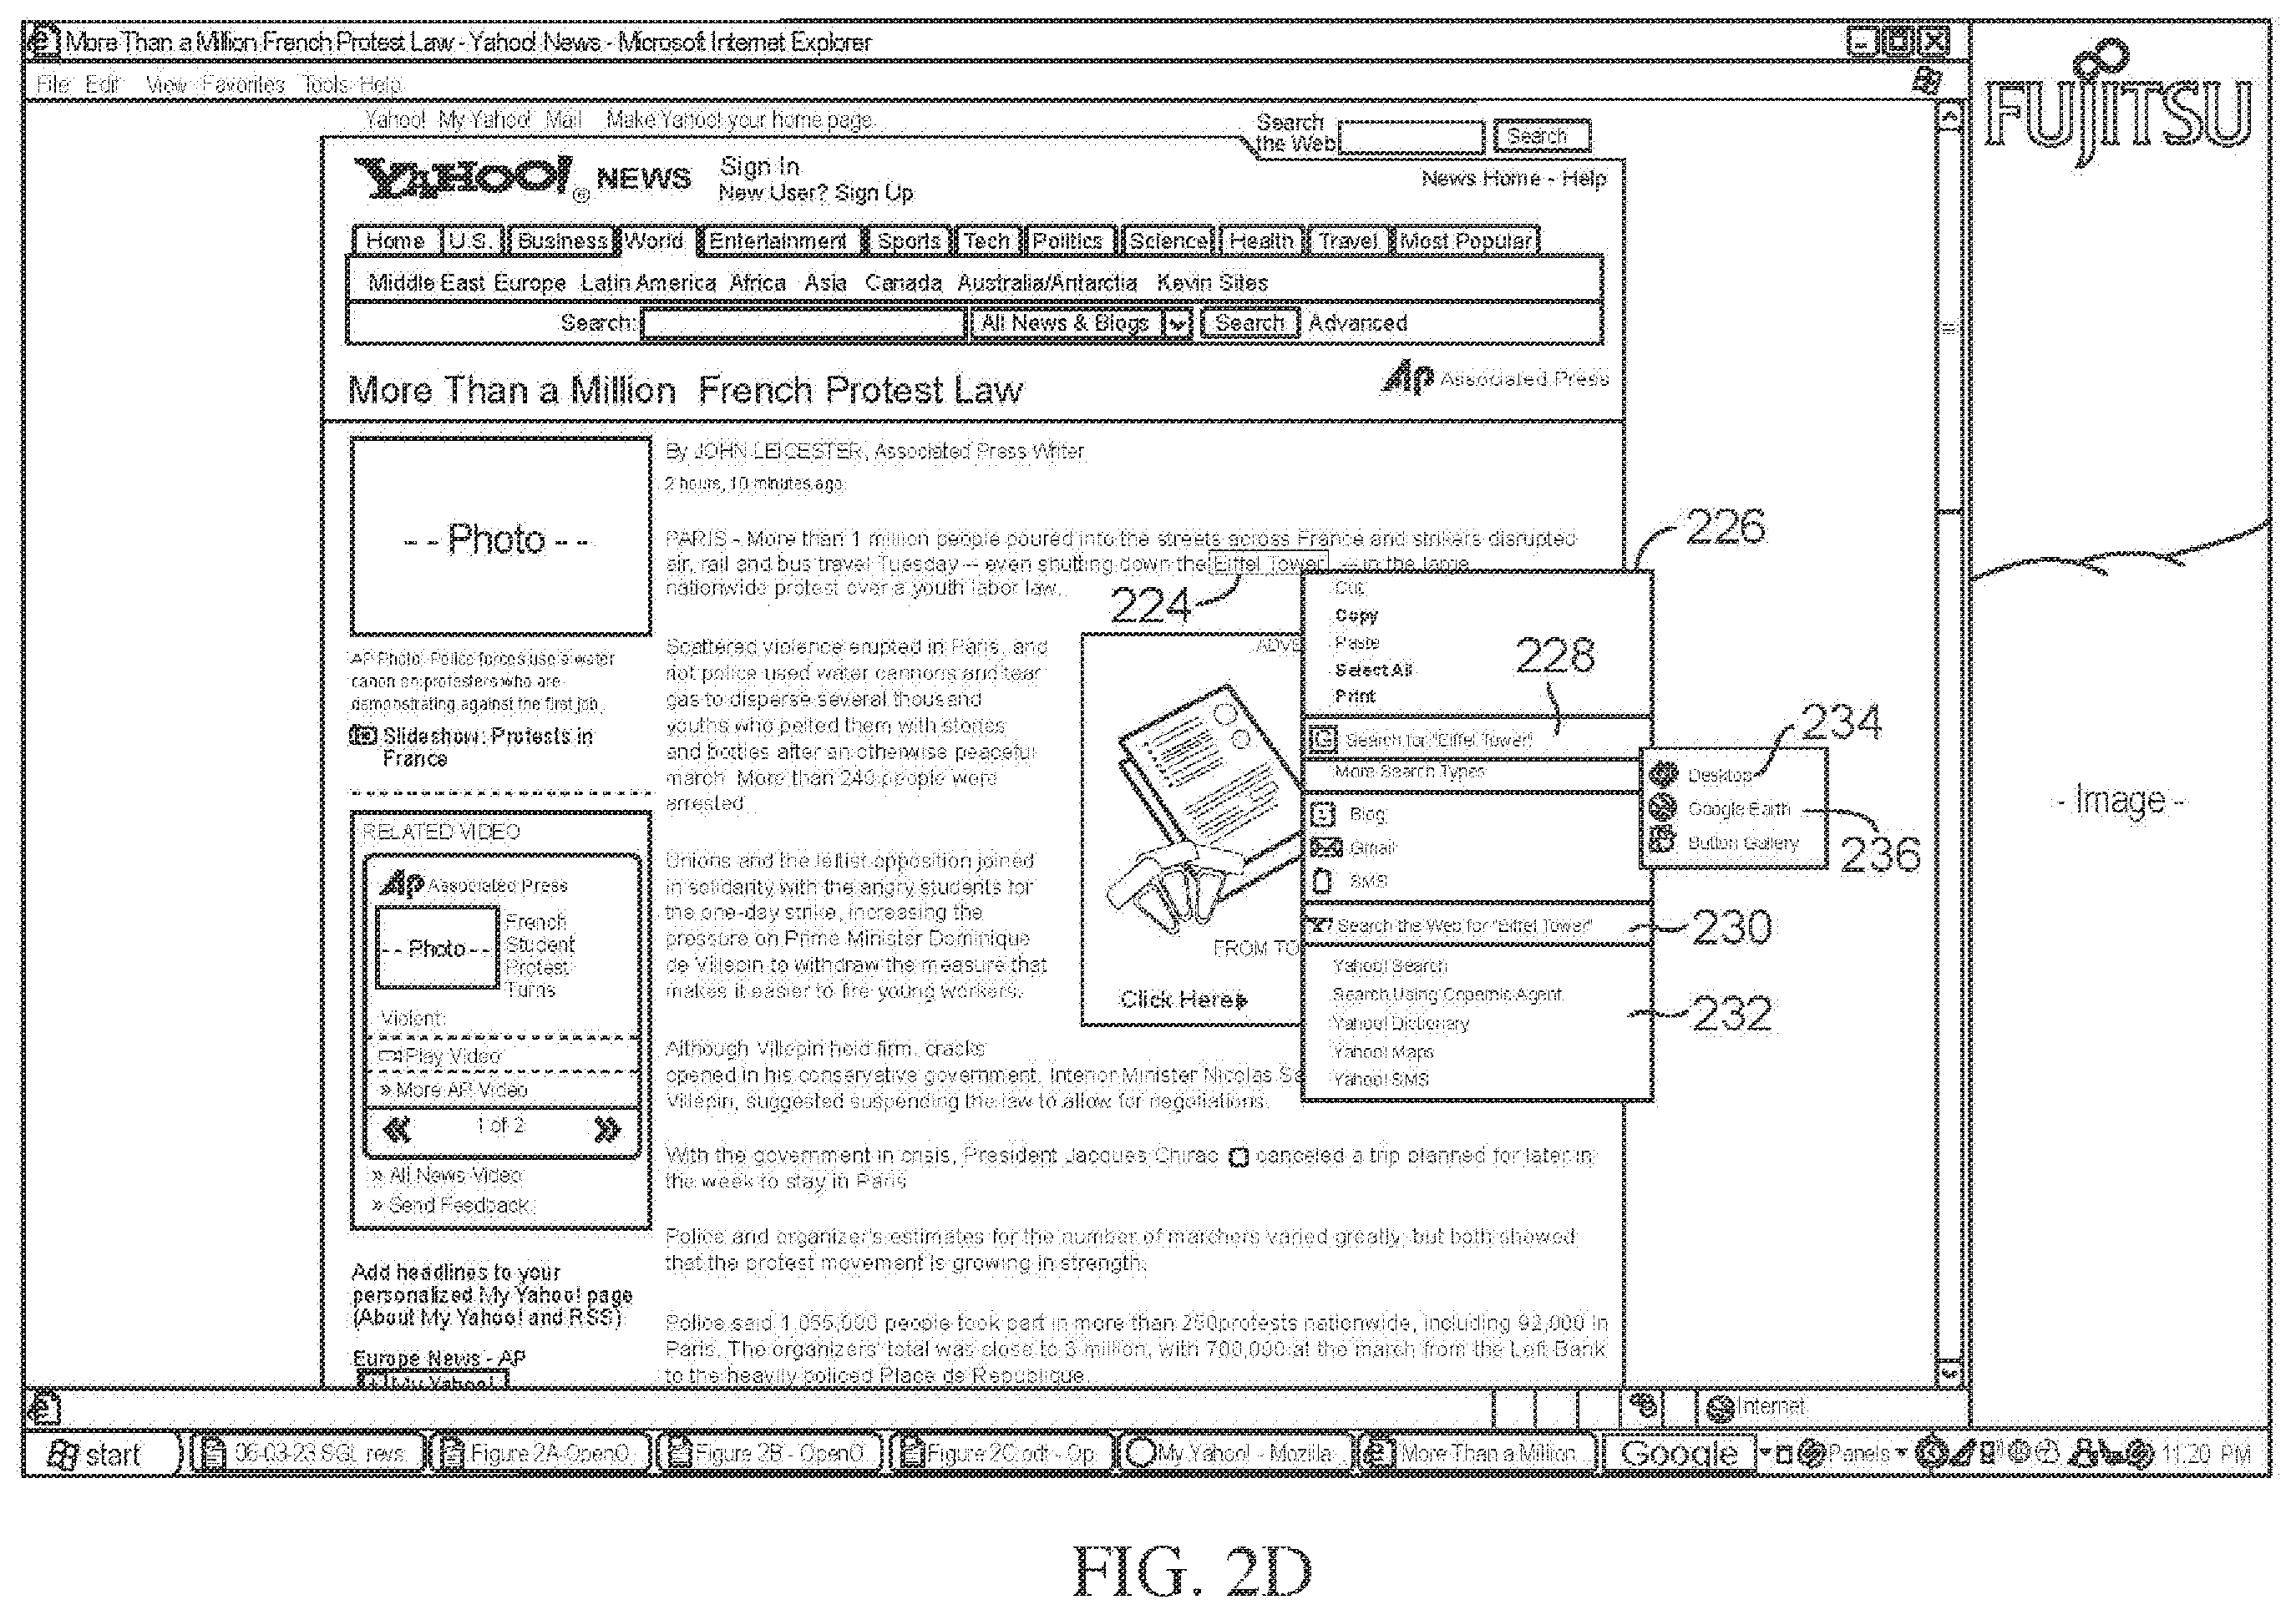 More Than a Million French Protest Law - Yahoo! News - Microsoft Internet Explorer
File Edit View Favorites Tools Help
FUJITSU
Yahoo! My Yahoo! Mail Make Yahoo! your home page
Search
the Web
Search
YAHOO!® NEWS
Sign In
New User? Sign Up
News Home - Help
Home U.S. Business World Entertainment Sports Tech Politics Science Health Travel Most Popular
Middle East Europe Latin America Africa Asia Canada Australia/Antarctia Kevin Sites
Search: All News & Blogs Search Advanced
More Than a Million French Protest Law
AP Associated Press
-- Photo --
By JOHN LEICESTER, Associated Press Writer
2 hours, 10 minutes ago
PARIS - More than 1 million people poured into the streets across France and strikers disrupted
air, rail and bus travel Tuesday -- even shutting down the Eiffel Tower -- in the large
nationwide protest over a youth labor law.
224
226
Cut
Copy
Paste
Select All
Print
228
Search for "Eiffel Tower"
More Search Types
Blog
Gmail
SMS
Search the Web for "Eiffel Tower"
230
Yahoo! Search
Search Using Copernic Agent
Yahoo! Dictionary
Yahoo! Maps
Yahoo! SMS
232
234
Desktop
Google Earth
Button Gallery
236
- Image -
AP Photo: Police forces use a water
canon on protesters who are
demonstrating against the first job
Slideshow: Protests in
France
Scattered violence erupted in Paris, and
riot police used water cannons and tear
gas to disperse several thousand
youths who pelted them with stones
and bottles after an otherwise peaceful
march. More than 240 people were
arrested.
ADVE
FROM TO
Click Here
RELATED VIDEO
AP Associated Press
-- Photo --
French
Student
Protest
Turns
Violent
Play Video
» More AP Video
1 of 2
» All News Video
» Send Feedback
Unions and the leftist opposition joined
in solidarity with the angry students for
the one-day strike, increasing the
pressure on Prime Minister Dominique
de Villepin to withdraw the measure that
makes it easier to fire young workers.
Although Villepin held firm, cracks
opened in his conservative government. Interior Minister Nicolas Sa
Villepin, suggested suspending the law to allow for negotiations.
With the government in crisis, President Jacques Chirac canceled a trip planned for later in
the week to stay in Paris
Police and organizer's estimates for the number of marchers varied greatly, but both showed
that the protest movement is growing in strength.
Add headlines to your
personalized My Yahoo! page
(About My Yahoo! and RSS)
Europe News - AP
+ My Yahoo!
Police said 1,055,000 people took part in more than 250protests nationwide, including 92,000 in
Paris. The organizers' total was close to 3 million, with 700,000 at the march from the Left Bank
to the heavily policed Place de Republique.
Internet
start
06-03-23 SGL revs
Figure 2A-OpenO
Figure 2B - OpenO
Figure 2C.odt - Op
My Yahoo! - Mozilla
More Than a Million
Google
Panels
11:20 PM
FIG. 2D